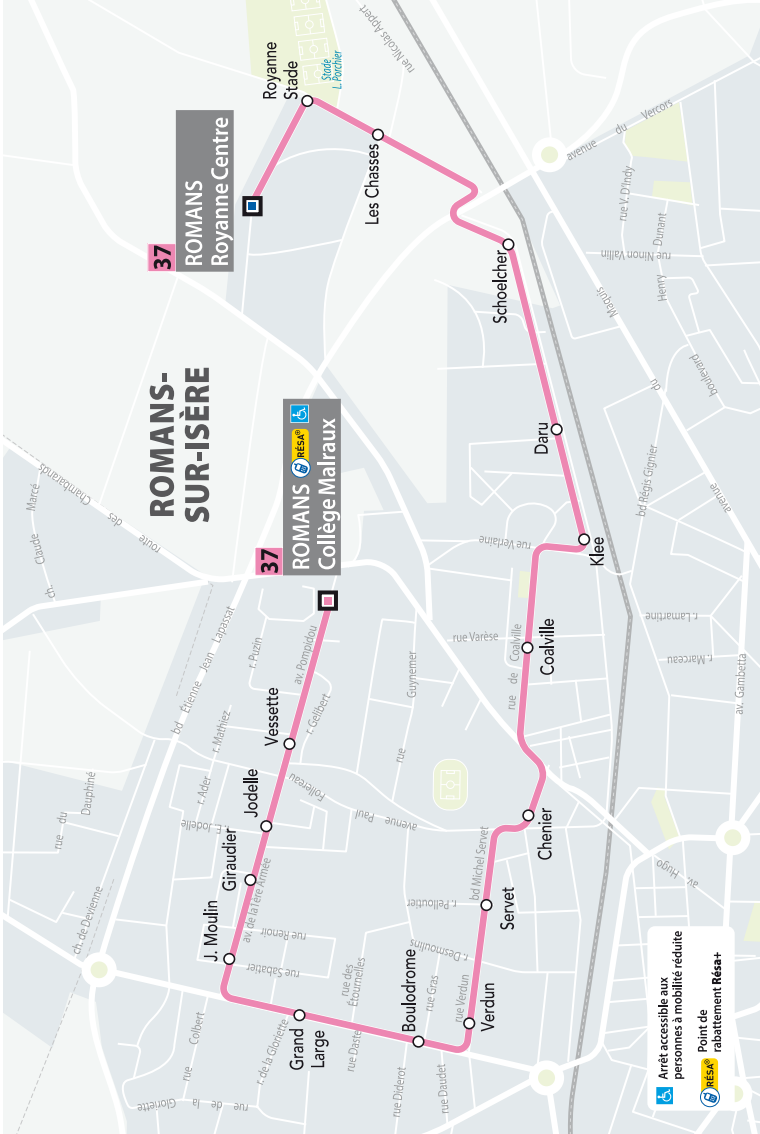 37
ROMANS
Royanne Centre
Royanne
Stade
Stade
L. Porchier
Les Chasses
Schoelcher
Daru
Klee
Coalville
Chenier
Servet
Verdun
Boulodrome
Grand
Large
J. Moulin
Giraudier
Jodelle
Vessette
37
ROMANS RÉSA®
Collège Malraux
ROMANS-
SUR-ISÈRE
rue Nicolas Appert
avenue du Vercors
rue V. D'Indy
rue Ninon Vallin
Henry Dunant
boulevard
avenue du Maquis
bd Régis Gignier
r. Lamartine
r. Marceau
av. Gambetta
av. Hugo
rue Verlaine
rue Varèse
rue de Coalville
rue Guynemer
avenue Paul Follereau
bd Michel Servet
r. Pelloutier
r. Desmoulins
rue Verdun
rue Gras
rue des
Étournelles
rue Daste
rue Diderot
rue Daudet
r. de la Gloriette
rue de la Gloriette
rue Colbert
rue Sabatier
rue Renoir
av. de la 1ère Armée
r. E. Jodelle
r. Ader
r. Mathiez
r. Puzin
r. Gelibert
av. Pompidou
bd Étienne Jean Lapassat
ch. de Devienne
rue du Dauphiné
route des Chambarands
ch. Claude Marcé
Arrêt accessible aux
personnes à mobilité réduite
RÉSA®
Point de
rabattement Résa+